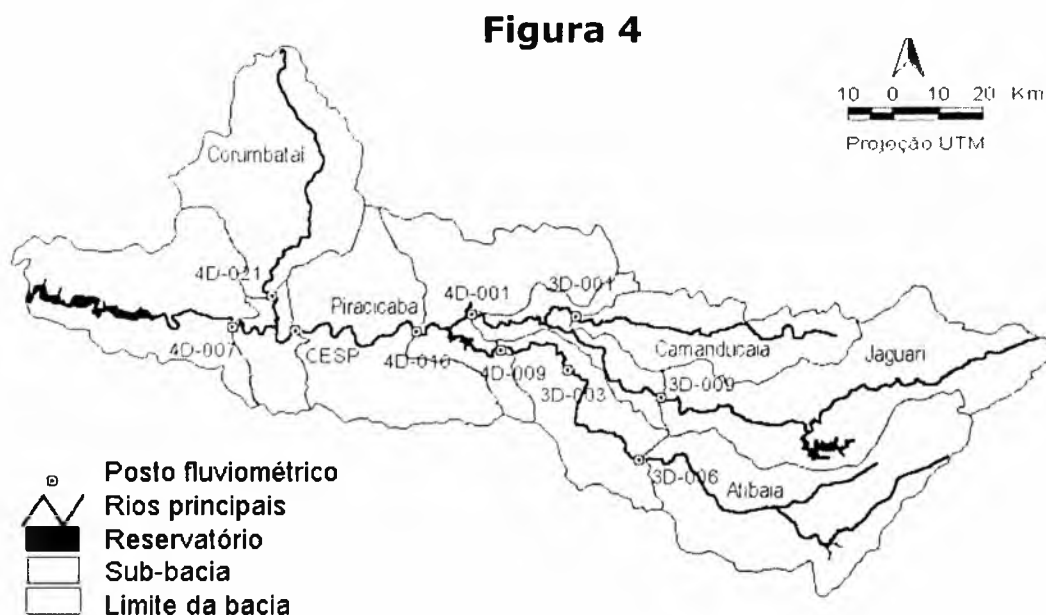 Figura 4
10 0 10 20 Km
Projeção UTM
Corumbatai
4D-021
Piracicaba
4D-001
3D-001
4D-007
CESP
4D-010
4D-009
3D-003
Camanducaia
Jaguari
3D-009
3D-006
Atibaia
Posto fluviométrico
Rios principais
Reservatório
Sub-bacia
Limite da bacia